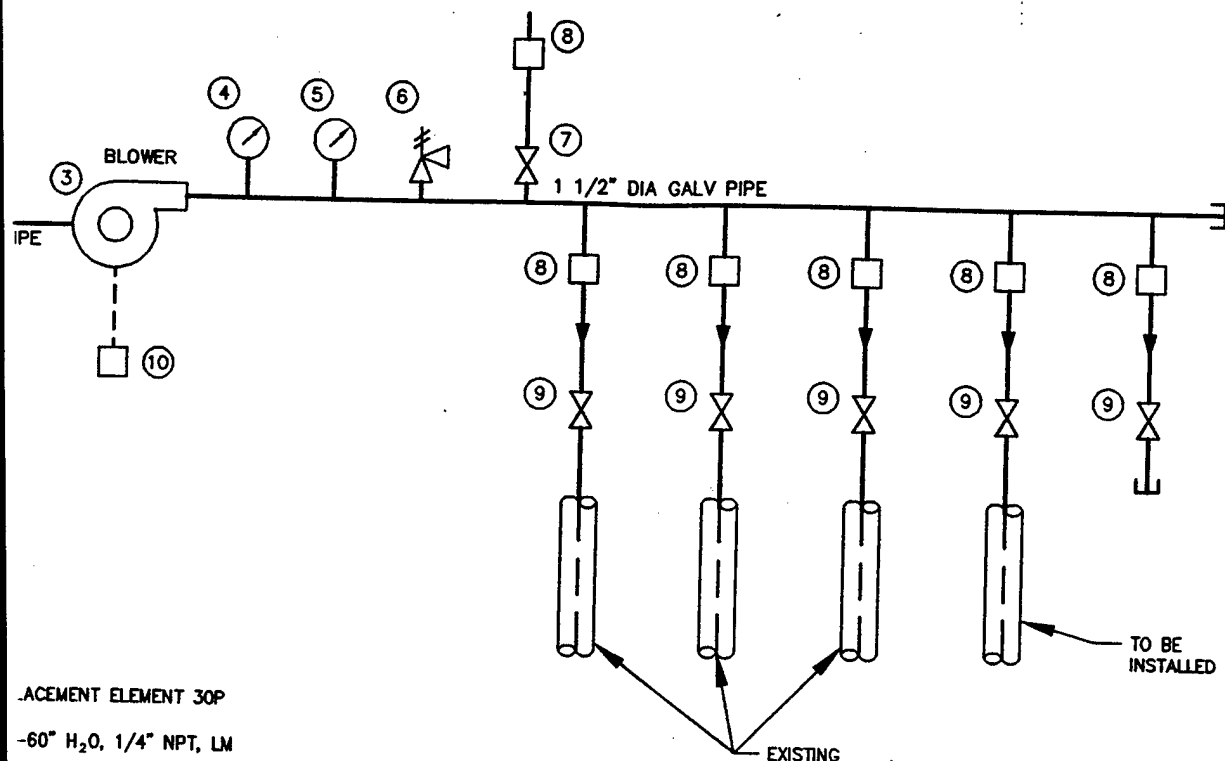 8
4
5
6
7
3
BLOWER
1 1/2" DIA GALV PIPE
IPE
8
8
8
8
8
10
9
9
9
9
9
TO BE
INSTALLED
.ACEMENT ELEMENT 30P
-60" H₂O, 1/4" NPT, LM
EXISTING